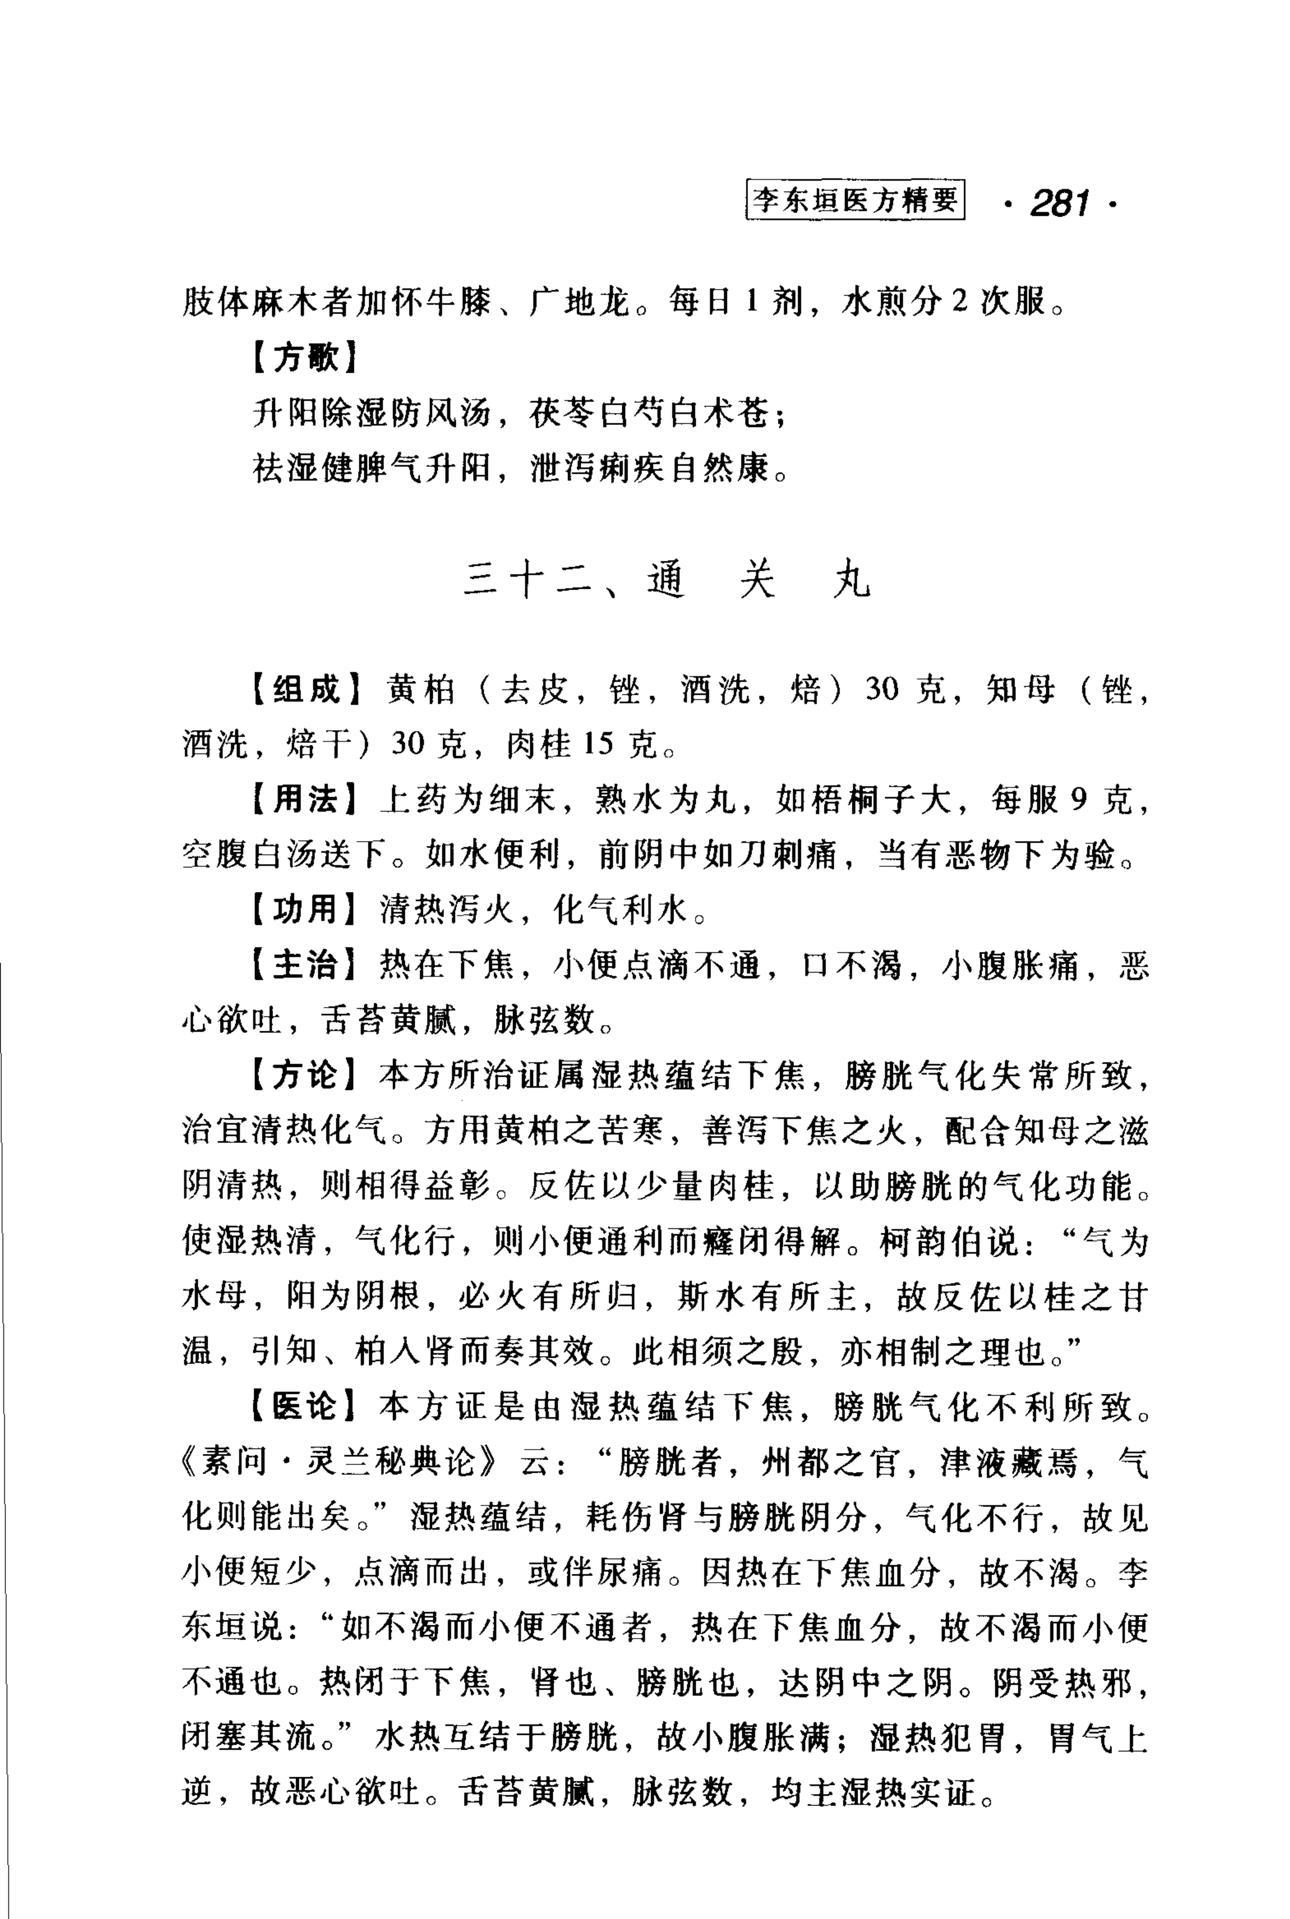 李东垣医方精要 · 281 ·
肢体麻木者加怀牛膝、广地龙。每日1剂，水煎分2次服。
【方歌】
升阳除湿防风汤，茯苓白芍白术苍；
祛湿健脾气升阳，泄泻痢疾自然康。
三十二、通 关 丸
【组成】黄柏（去皮，锉，酒洗，焙）30克，知母（锉，
酒洗，焙干）30克，肉桂15克。
【用法】上药为细末，熟水为丸，如梧桐子大，每服9克，
空腹白汤送下。如水便利，前阴中如刀刺痛，当有恶物下为验。
【功用】清热泻火，化气利水。
【主治】热在下焦，小便点滴不通，口不渴，小腹胀痛，恶
心欲吐，舌苔黄腻，脉弦数。
【方论】本方所治证属湿热蕴结下焦，膀胱气化失常所致，
治宜清热化气。方用黄柏之苦寒，善泻下焦之火，配合知母之滋
阴清热，则相得益彰。反佐以少量肉桂，以助膀胱的气化功能。
使湿热清，气化行，则小便通利而癃闭得解。柯韵伯说：“气为
水母，阳为阴根，必火有所归，斯水有所主，故反佐以桂之甘
温，引知、柏入肾而奏其效。此相须之殷，亦相制之理也。”
【医论】本方证是由湿热蕴结下焦，膀胱气化不利所致。
《素问·灵兰秘典论》云：“膀胱者，州都之官，津液藏焉，气
化则能出矣。”湿热蕴结，耗伤肾与膀胱阴分，气化不行，故见
小便短少，点滴而出，或伴尿痛。因热在下焦血分，故不渴。李
东垣说：“如不渴而小便不通者，热在下焦血分，故不渴而小便
不通也。热闭于下焦，肾也、膀胱也，达阴中之阴。阴受热邪，
闭塞其流。”水热互结于膀胱，故小腹胀满；湿热犯胃，胃气上
逆，故恶心欲吐。舌苔黄腻，脉弦数，均主湿热实证。